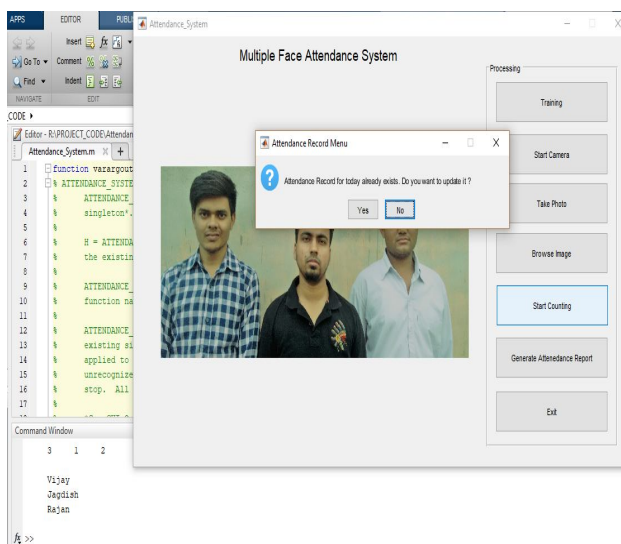 APPS EDITOR PUBL
Insert fx
Go To Comment %
Find Indent
NAVIGATE EDIT
CODE
Editor - R:\PROJECT_CODE\Attendan
Attendance_System.m × +
1 function varargout
2 % ATTENDANCE_SYSTE
3 % ATTENDANCE_
4 % singleton*.
5 %
6 % H = ATTENDA
7 % the existin
8 %
9 % ATTENDANCE_
10 % function na
11 %
12 % ATTENDANCE_
13 % existing si
14 % applied to
15 % unrecognize
16 % stop. All
17 %
Command Window
3 1 2
Vijay
Jagdish
Rajan
fx >>
Attendance_System
Multiple Face Attendance System
Attendance Record Menu
Attendance Record for today already exists. Do you want to update it ?
Yes No
Processing
Training
Start Camera
Take Photo
Browse Image
Start Counting
Generate Attenedance Report
Exit